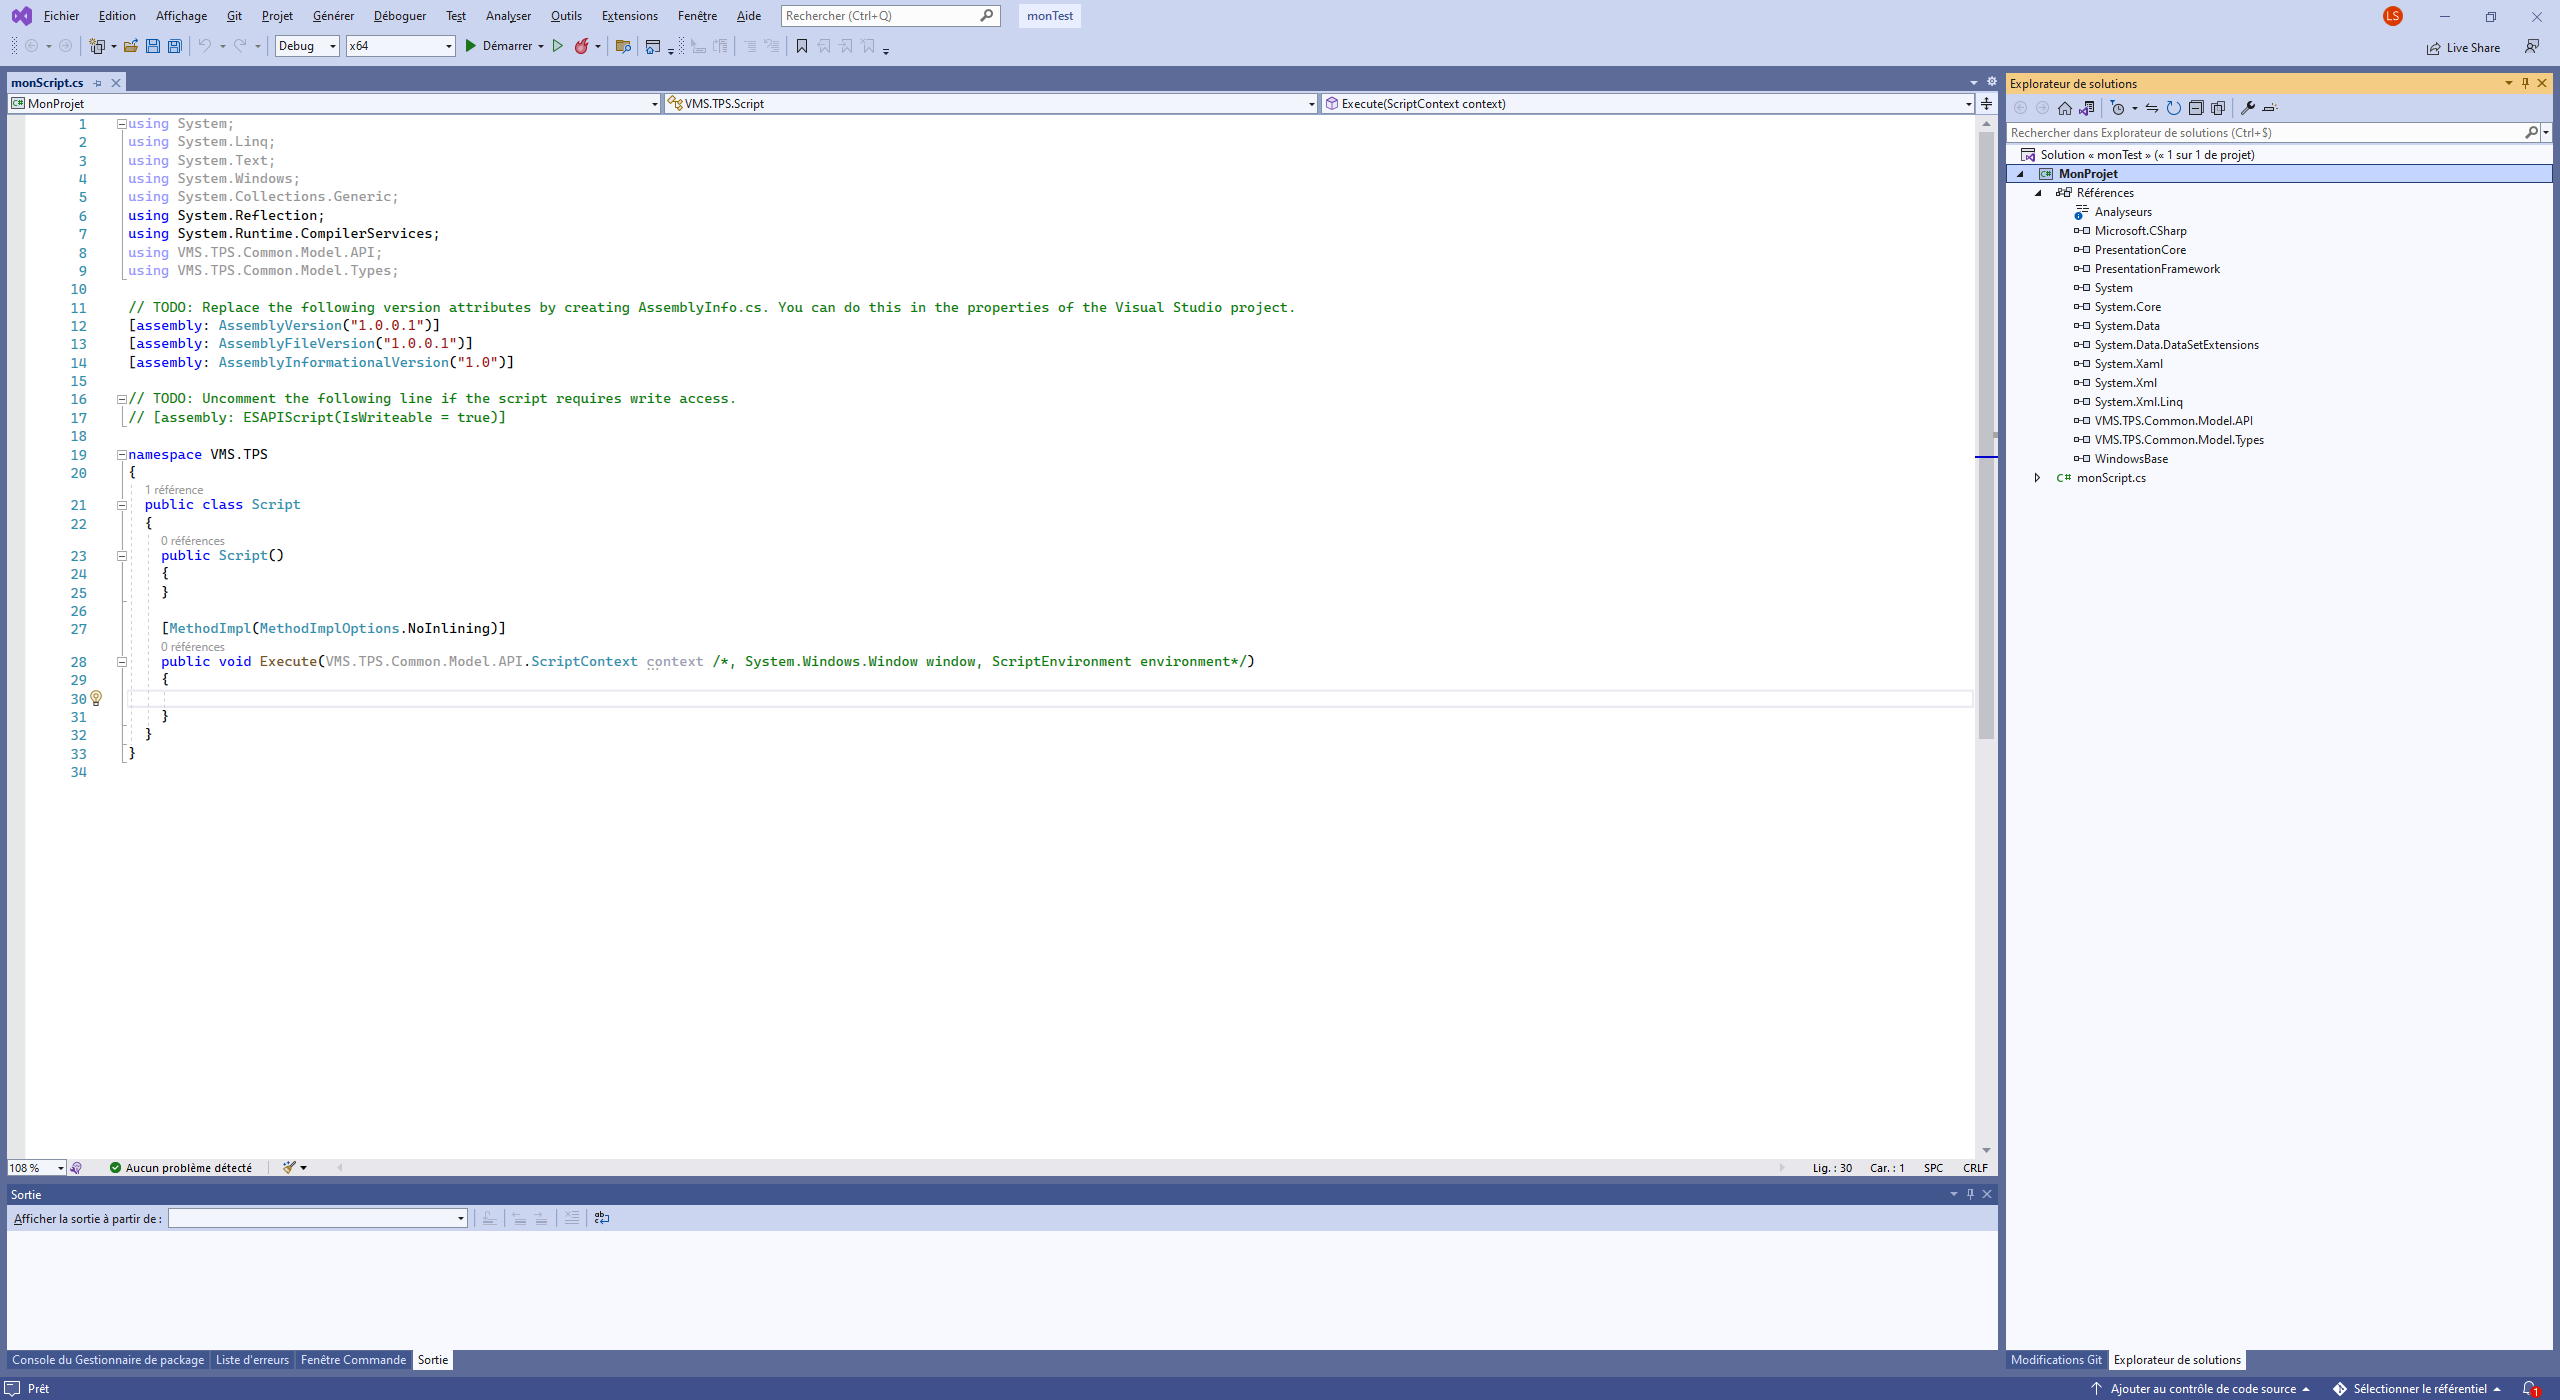 Fichier Edition Affichage Git Projet Générer Déboguer Test Analyser Outils Extensions Fenêtre Aide Rechercher (Ctrl+Q) monTest LS
Debug x64 Démarrer Live Share
monScript.cs
MonProjet VMS.TPS.Script Execute(ScriptContext context)
1 using System;
2 using System.Linq;
3 using System.Text;
4 using System.Windows;
5 using System.Collections.Generic;
6 using System.Reflection;
7 using System.Runtime.CompilerServices;
8 using VMS.TPS.Common.Model.API;
9 using VMS.TPS.Common.Model.Types;
10
11 // TODO: Replace the following version attributes by creating AssemblyInfo.cs. You can do this in the properties of the Visual Studio project.
12 [assembly: AssemblyVersion("1.0.0.1")]
13 [assembly: AssemblyFileVersion("1.0.0.1")]
14 [assembly: AssemblyInformationalVersion("1.0")]
15
16 // TODO: Uncomment the following line if the script requires write access.
17 // [assembly: ESAPIScript(IsWriteable = true)]
18
19 namespace VMS.TPS
20 {
1 référence
21 public class Script
22 {
0 références
23 public Script()
24 {
25 }
26
27 [MethodImpl(MethodImplOptions.NoInlining)]
0 références
28 public void Execute(VMS.TPS.Common.Model.API.ScriptContext context /*, System.Windows.Window window, ScriptEnvironment environment*/)
29 {
30
31 }
32 }
33 }
34
108 % Aucun problème détecté Lig. : 30 Car. : 1 SPC CRLF
Sortie
Afficher la sortie à partir de :
Console du Gestionnaire de package Liste d'erreurs Fenêtre Commande Sortie
Explorateur de solutions
Rechercher dans Explorateur de solutions (Ctrl+$)
Solution « monTest » (« 1 sur 1 de projet)
MonProjet
Références
Analyseurs
Microsoft.CSharp
PresentationCore
PresentationFramework
System
System.Core
System.Data
System.Data.DataSetExtensions
System.Xaml
System.Xml
System.Xml.Linq
VMS.TPS.Common.Model.API
VMS.TPS.Common.Model.Types
WindowsBase
C# monScript.cs
Modifications Git Explorateur de solutions
Prêt Ajouter au contrôle de code source Sélectionner le référentiel 1